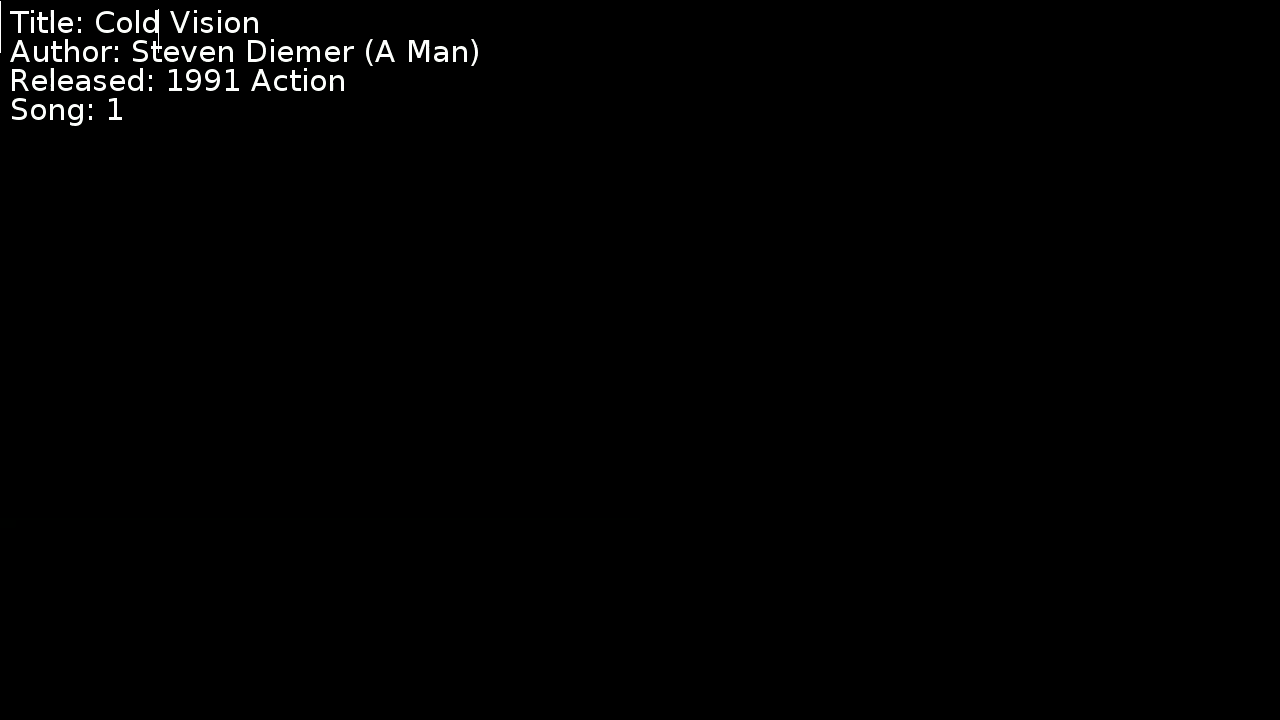 Title: Cold Vision
Author: Steven Diemer (A Man)
Released: 1991 Action
Song: 1